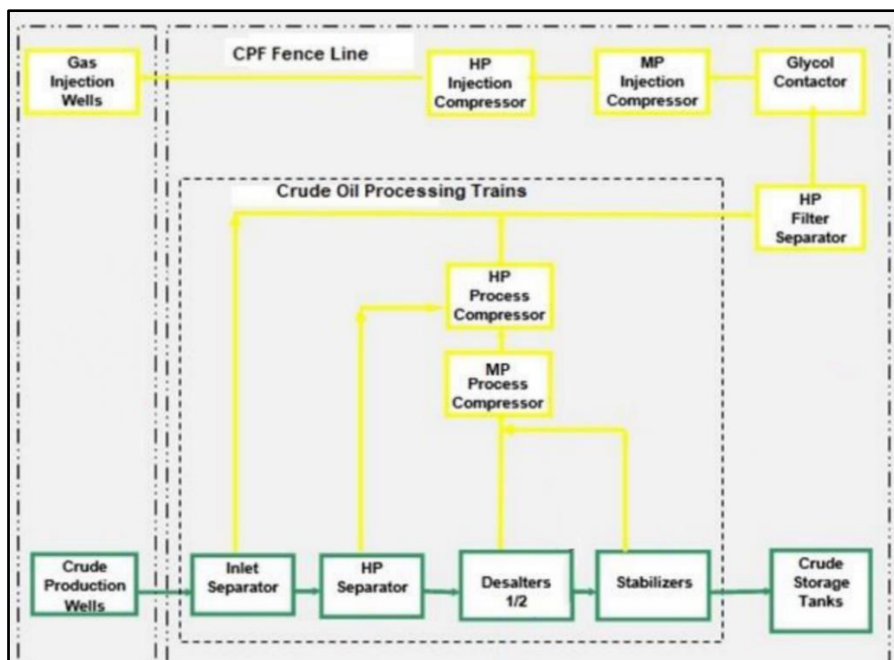 CPF Fence Line
Gas
Injection
Wells
HP
Injection
Compressor
MP
Injection
Compressor
Glycol
Contactor
Crude Oil Processing Trains
HP
Filter
Separator
HP
Process
Compressor
MP
Process
Compressor
Crude
Production
Wells
Inlet
Separator
HP
Separator
Desalters
1/2
Stabilizers
Crude
Storage
Tanks